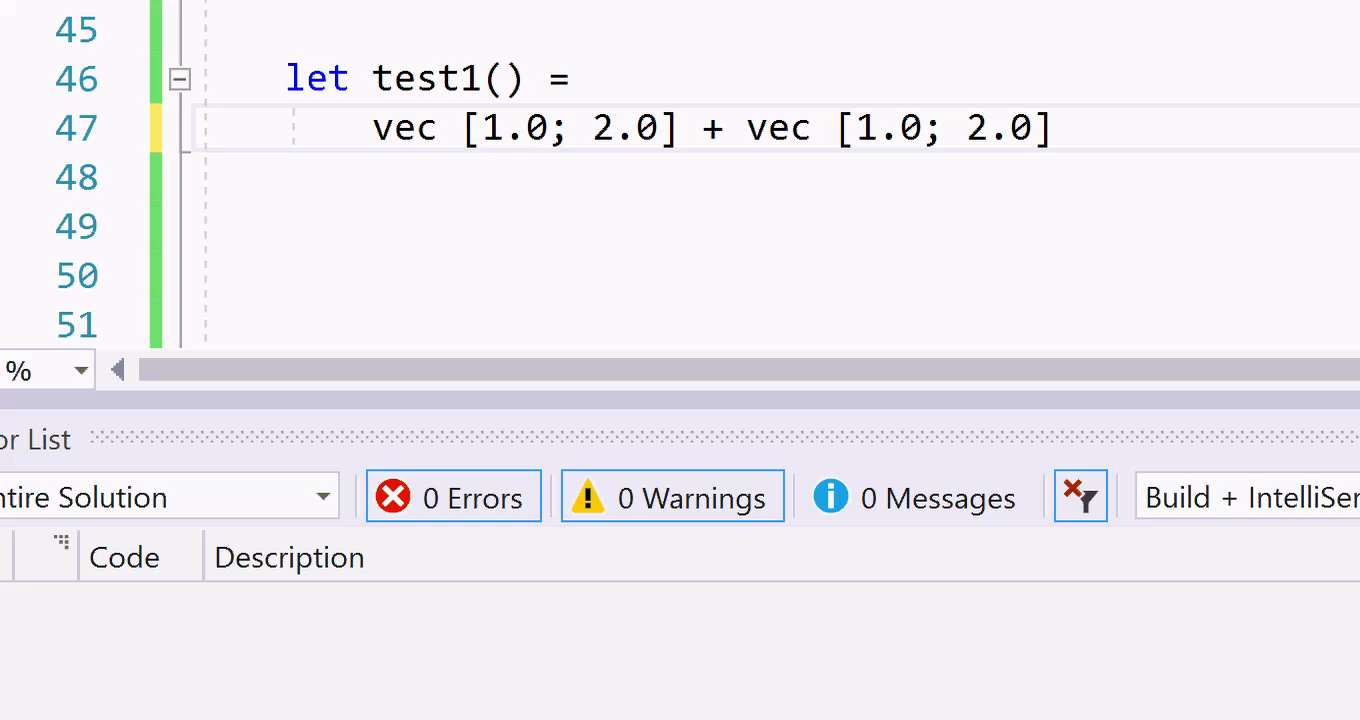 45
46 let test1() =
47 vec [1.0; 2.0] + vec [1.0; 2.0]
48
49
50
51
%
or List
ntire Solution 0 Errors 0 Warnings 0 Messages Build + IntelliSer
Code Description